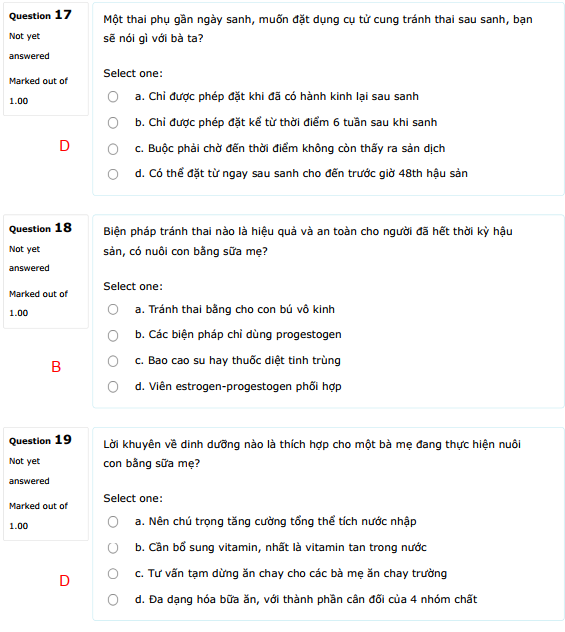 Question 17
Not yet
answered
Marked out of
1.00
D
Một thai phụ gần ngày sanh, muốn đặt dụng cụ tử cung tránh thai sau sanh, bạn
sẽ nói gì với bà ta?
Select one:
a. Chỉ được phép đặt khi đã có hành kinh lại sau sanh
b. Chỉ được phép đặt kể từ thời điểm 6 tuần sau khi sanh
c. Buộc phải chờ đến thời điểm không còn thấy ra sản dịch
d. Có thể đặt từ ngay sau sanh cho đến trước giờ 48th hậu sản
Question 18
Not yet
answered
Marked out of
1.00
B
Biện pháp tránh thai nào là hiệu quả và an toàn cho người đã hết thời kỳ hậu
sản, có nuôi con bằng sữa mẹ?
Select one:
a. Tránh thai bằng cho con bú vô kinh
b. Các biện pháp chỉ dùng progestogen
c. Bao cao su hay thuốc diệt tinh trùng
d. Viên estrogen-progestogen phối hợp
Question 19
Not yet
answered
Marked out of
1.00
D
Lời khuyên về dinh dưỡng nào là thích hợp cho một bà mẹ đang thực hiện nuôi
con bằng sữa mẹ?
Select one:
a. Nên chú trọng tăng cường tổng thể tích nước nhập
b. Cần bổ sung vitamin, nhất là vitamin tan trong nước
c. Tư vấn tạm dừng ăn chay cho các bà mẹ ăn chay trường
d. Đa dạng hóa bữa ăn, với thành phần cân đối của 4 nhóm chất